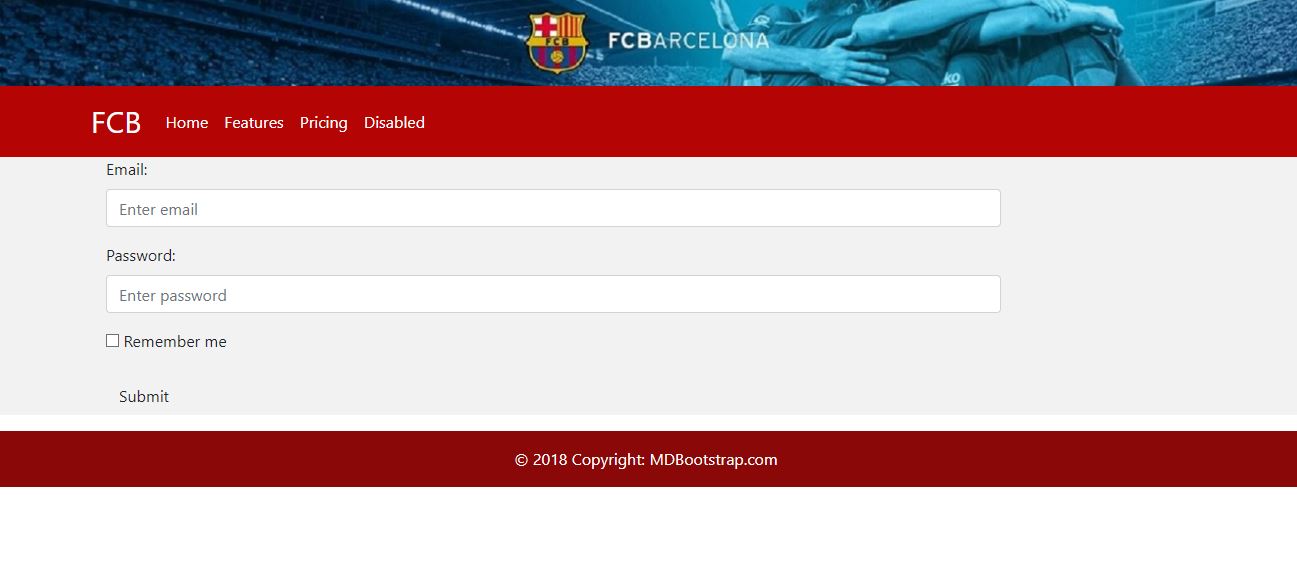 FCB
FCBARCELONA
FCB Home Features Pricing Disabled
Email:
Enter email
Password:
Enter password
Remember me
Submit
© 2018 Copyright: MDBootstrap.com